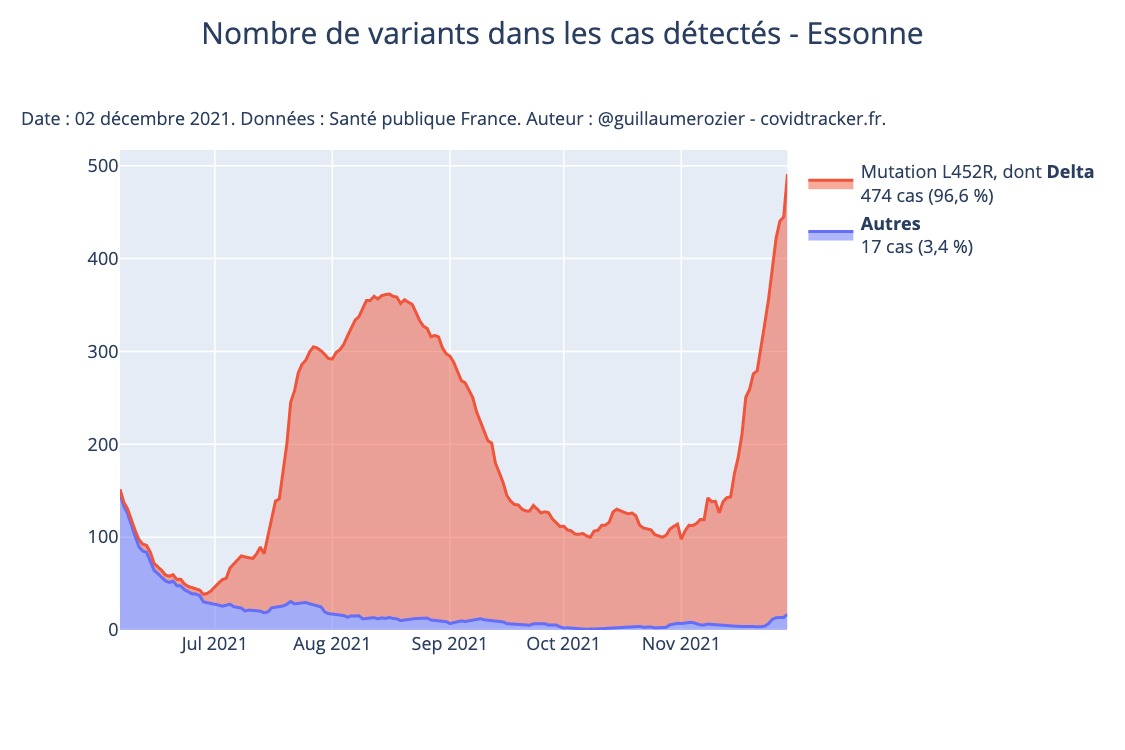 Nombre de variants dans les cas détectés - Essonne
Date : 02 décembre 2021. Données : Santé publique France. Auteur : @guillaumerozier - covidtracker.fr.
500
400
300
200
100
0
Jul 2021
Aug 2021
Sep 2021
Oct 2021
Nov 2021
Mutation L452R, dont Delta
474 cas (96,6 %)
Autres
17 cas (3,4 %)